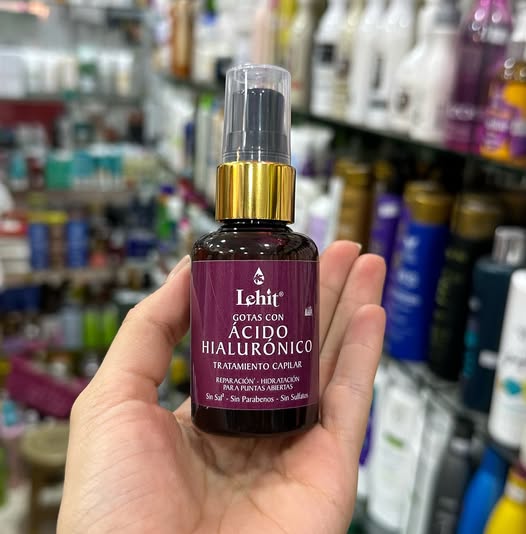 Lehit®
GOTAS CON
ÁCIDO
HIALURÓNICO
TRATAMIENTO CAPILAR
REPARACIÓN - HIDRATACIÓN
PARA PUNTAS ABIERTAS
Sin Sal - Sin Parabenos - Sin Sulfatos